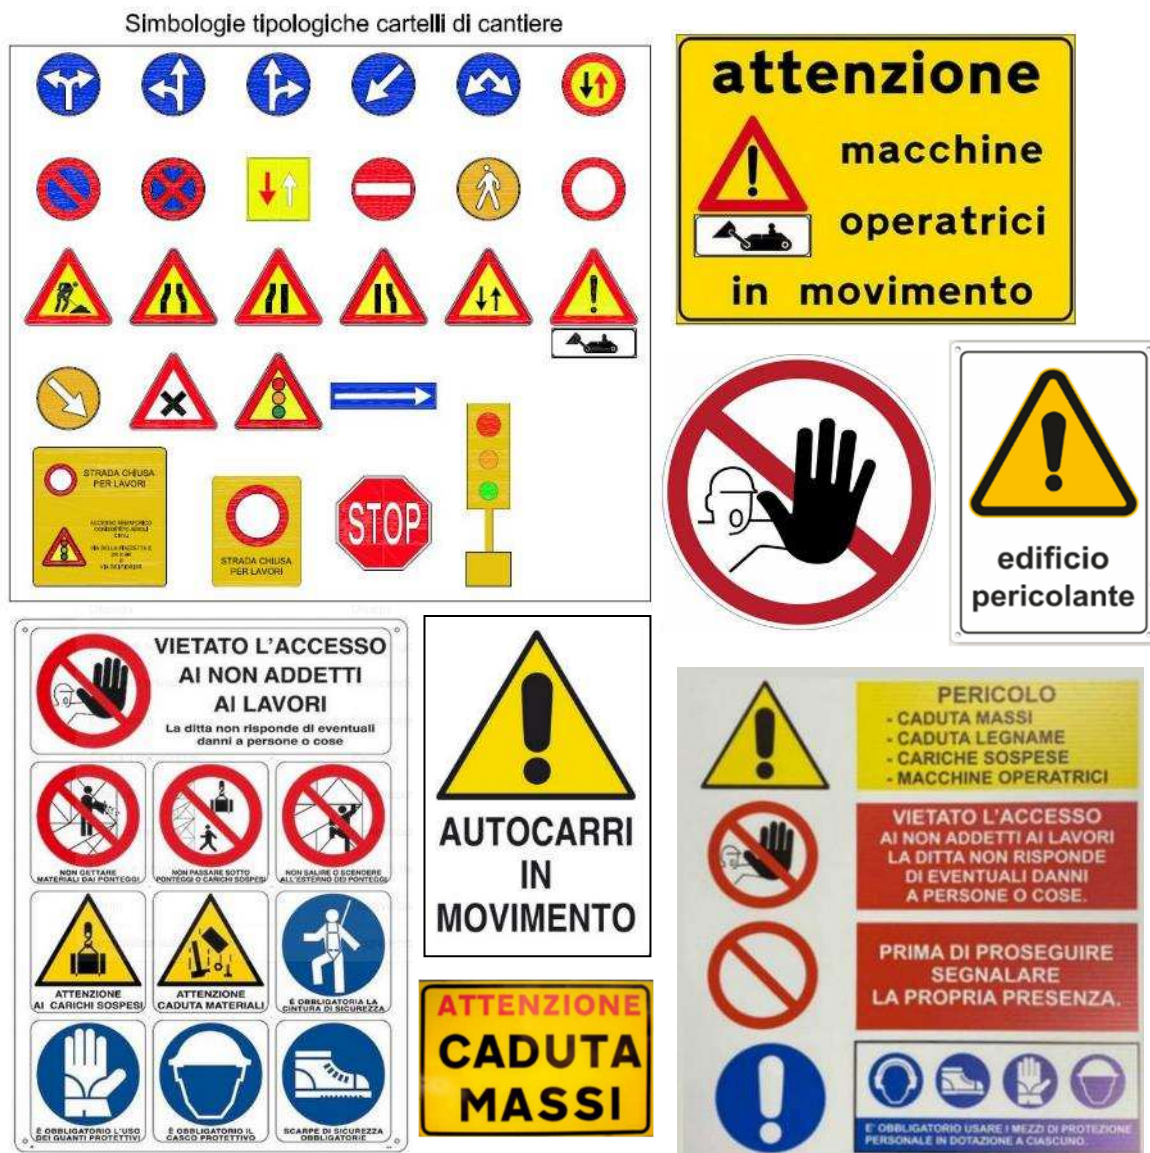 Simbologie tipologiche cartelli di cantiere
STRADA CHIUSA
PER LAVORI
STRADA CHIUSA
PER LAVORI
STOP
attenzione
macchine
operatrici
in movimento
edificio
pericolante
VIETATO L'ACCESSO
AI NON ADDETTI
AI LAVORI
La ditta non risponde di eventuali
danni a persone o cose
NON GETTARE
MATERIALI DAI PONTEGGI
NON PASSARE SOTTO
PONTEGGI O CARICHI SOSPESI
NON SALIRE O SCENDERE
ALL'ESTERNO DEI PONTEGGI
ATTENZIONE
AI CARICHI SOSPESI
ATTENZIONE
CADUTA MATERIALI
È OBBLIGATORIA LA
CINTURA DI SICUREZZA
È OBBLIGATORIO L'USO
DEI GUANTI PROTETTIVI
È OBBLIGATORIO IL
CASCO PROTETTIVO
SCARPE DI SICUREZZA
OBBLIGATORIE
AUTOCARRI
IN
MOVIMENTO
ATTENZIONE
CADUTA
MASSI
PERICOLO
- CADUTA MASSI
- CADUTA LEGNAME
- CARICHE SOSPESE
- MACCHINE OPERATRICI
VIETATO L'ACCESSO
AI NON ADDETTI AI LAVORI
LA DITTA NON RISPONDE
DI EVENTUALI DANNI
A PERSONE O COSE.
PRIMA DI PROSEGUIRE
SEGNALARE
LA PROPRIA PRESENZA.
E' OBBLIGATORIO USARE I MEZZI DI PROTEZIONE
PERSONALE IN DOTAZIONE A CIASCUNO.